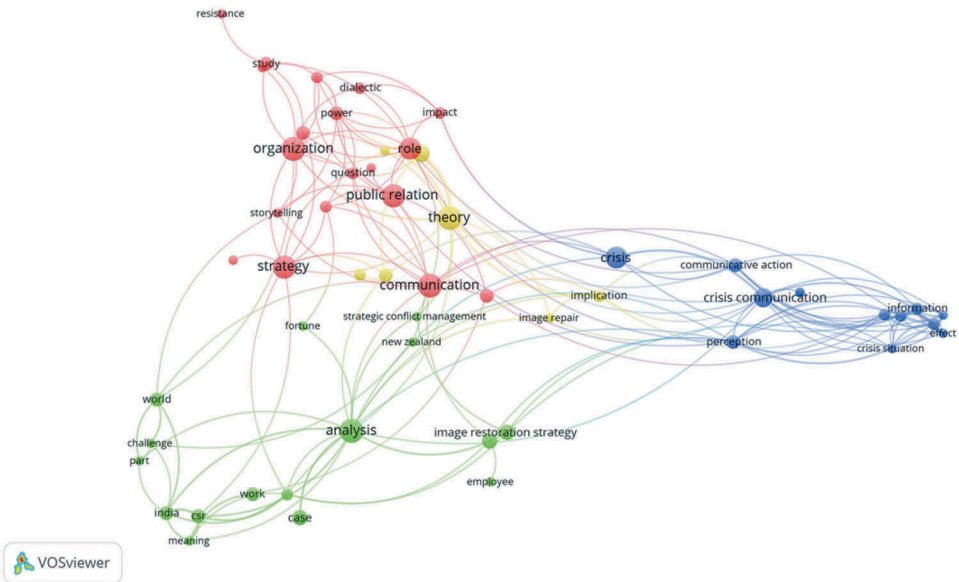 resistance
study
dialectic
power
impact
organization
role
question
public relation
storytelling
theory
strategy
crisis
communicative action
communication
implication
crisis communication
information
strategic conflict management
image repair
fortune
effect
new zealand
perception
crisis situation
world
analysis
image restoration strategy
challenge
part
employee
work
india
csr
case
meaning
VOSviewer